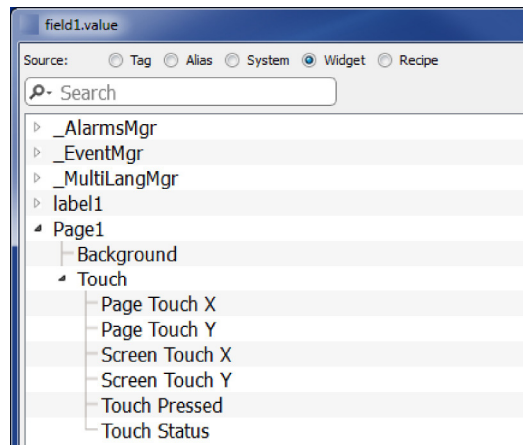 field1.value
Source: Tag Alias System Widget Recipe
Search
_AlarmsMgr
_EventMgr
_MultiLangMgr
label1
Page1
Background
Touch
Page Touch X
Page Touch Y
Screen Touch X
Screen Touch Y
Touch Pressed
Touch Status